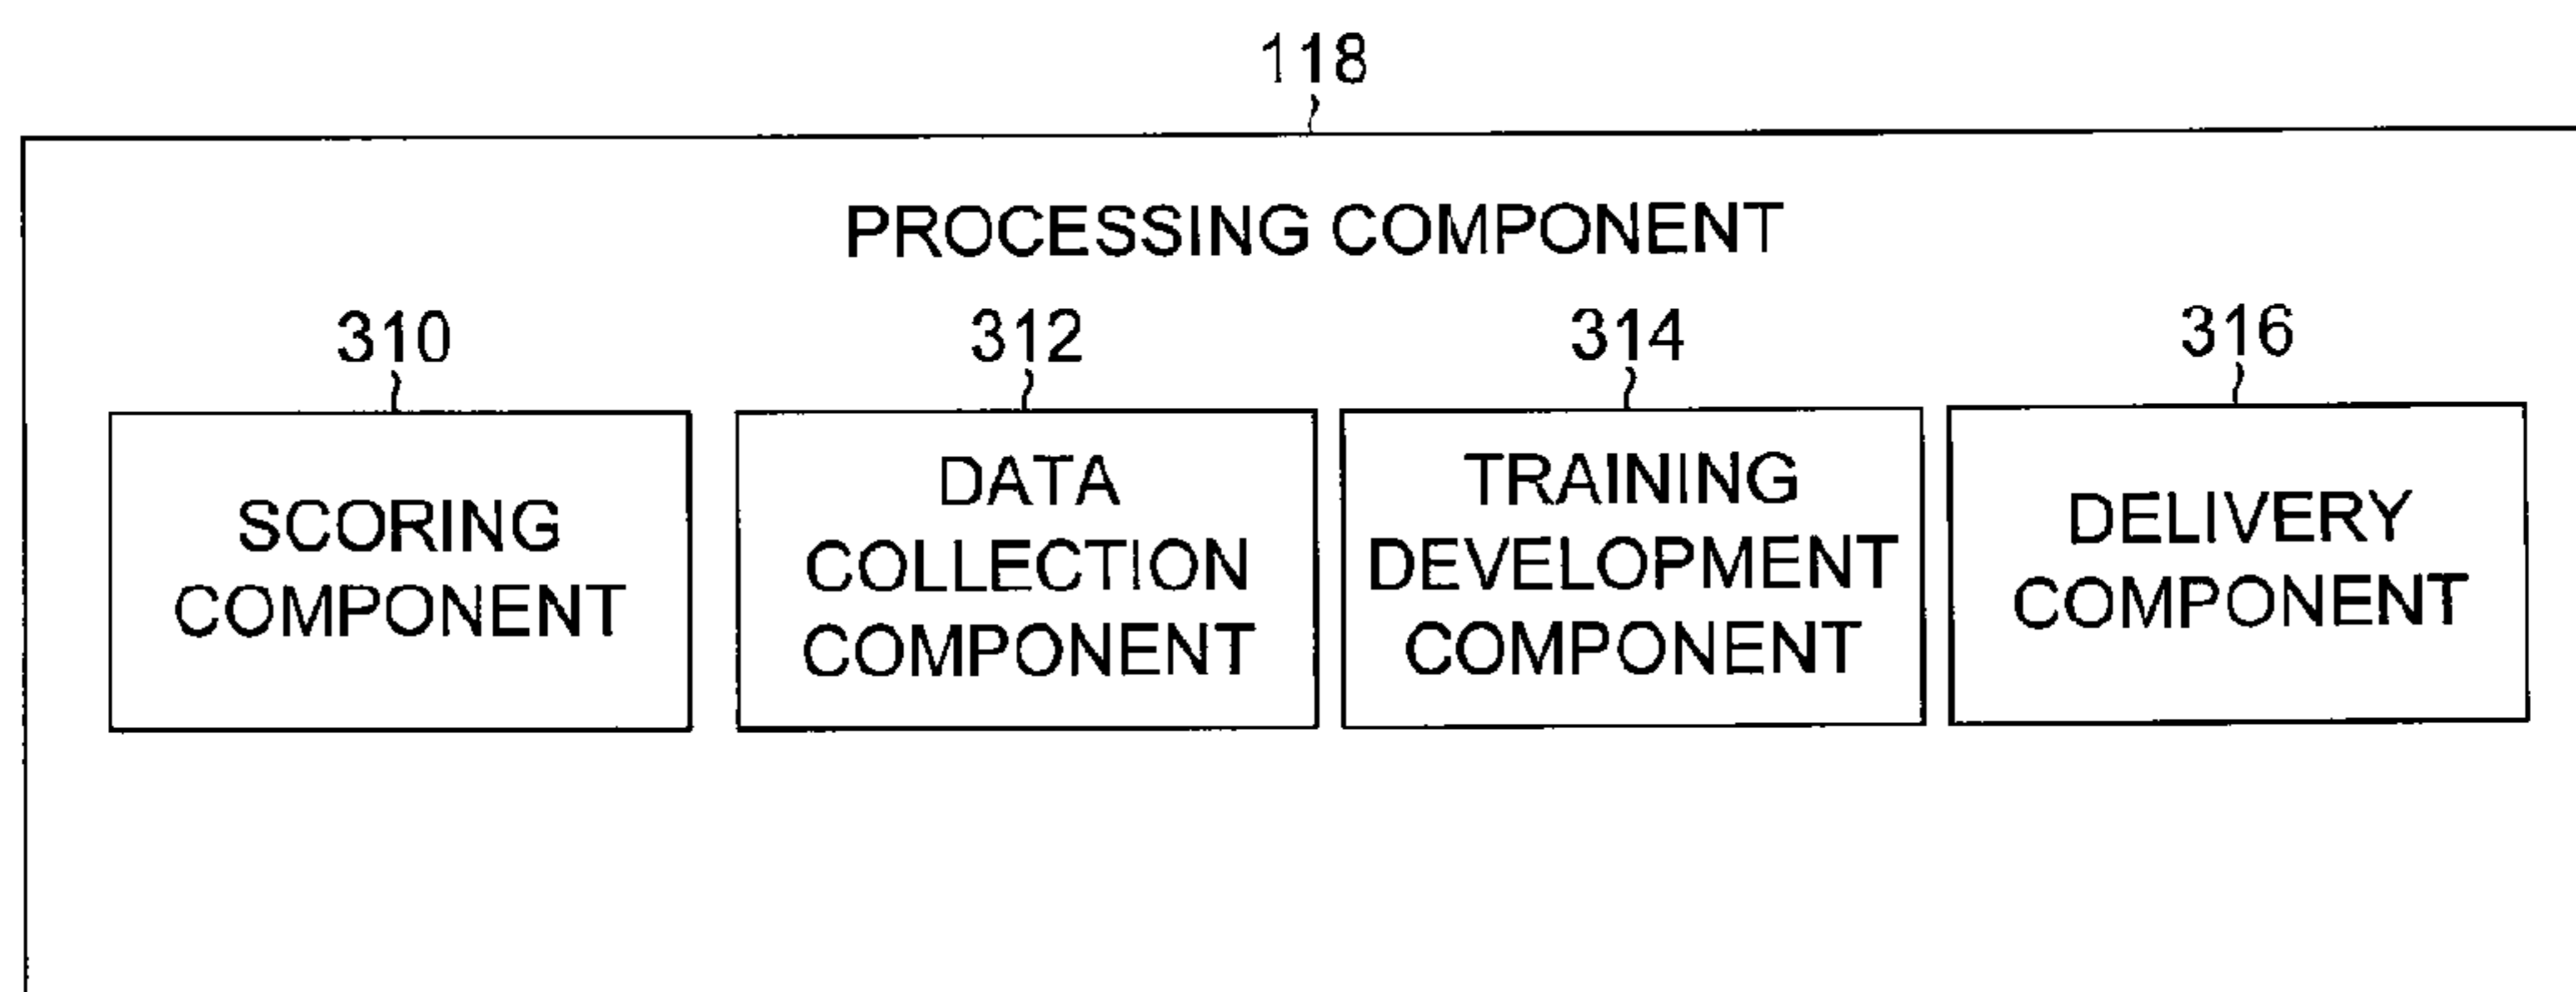 118
PROCESSING COMPONENT
310
312
314
316
SCORING
COMPONENT
DATA
COLLECTION
COMPONENT
TRAINING
DEVELOPMENT
COMPONENT
DELIVERY
COMPONENT